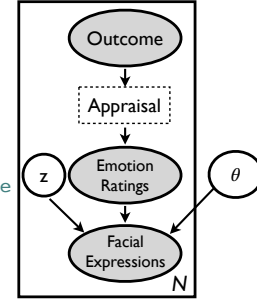 Outcome
Appraisal
e
z
Emotion
Ratings
θ
Facial
Expressions
N